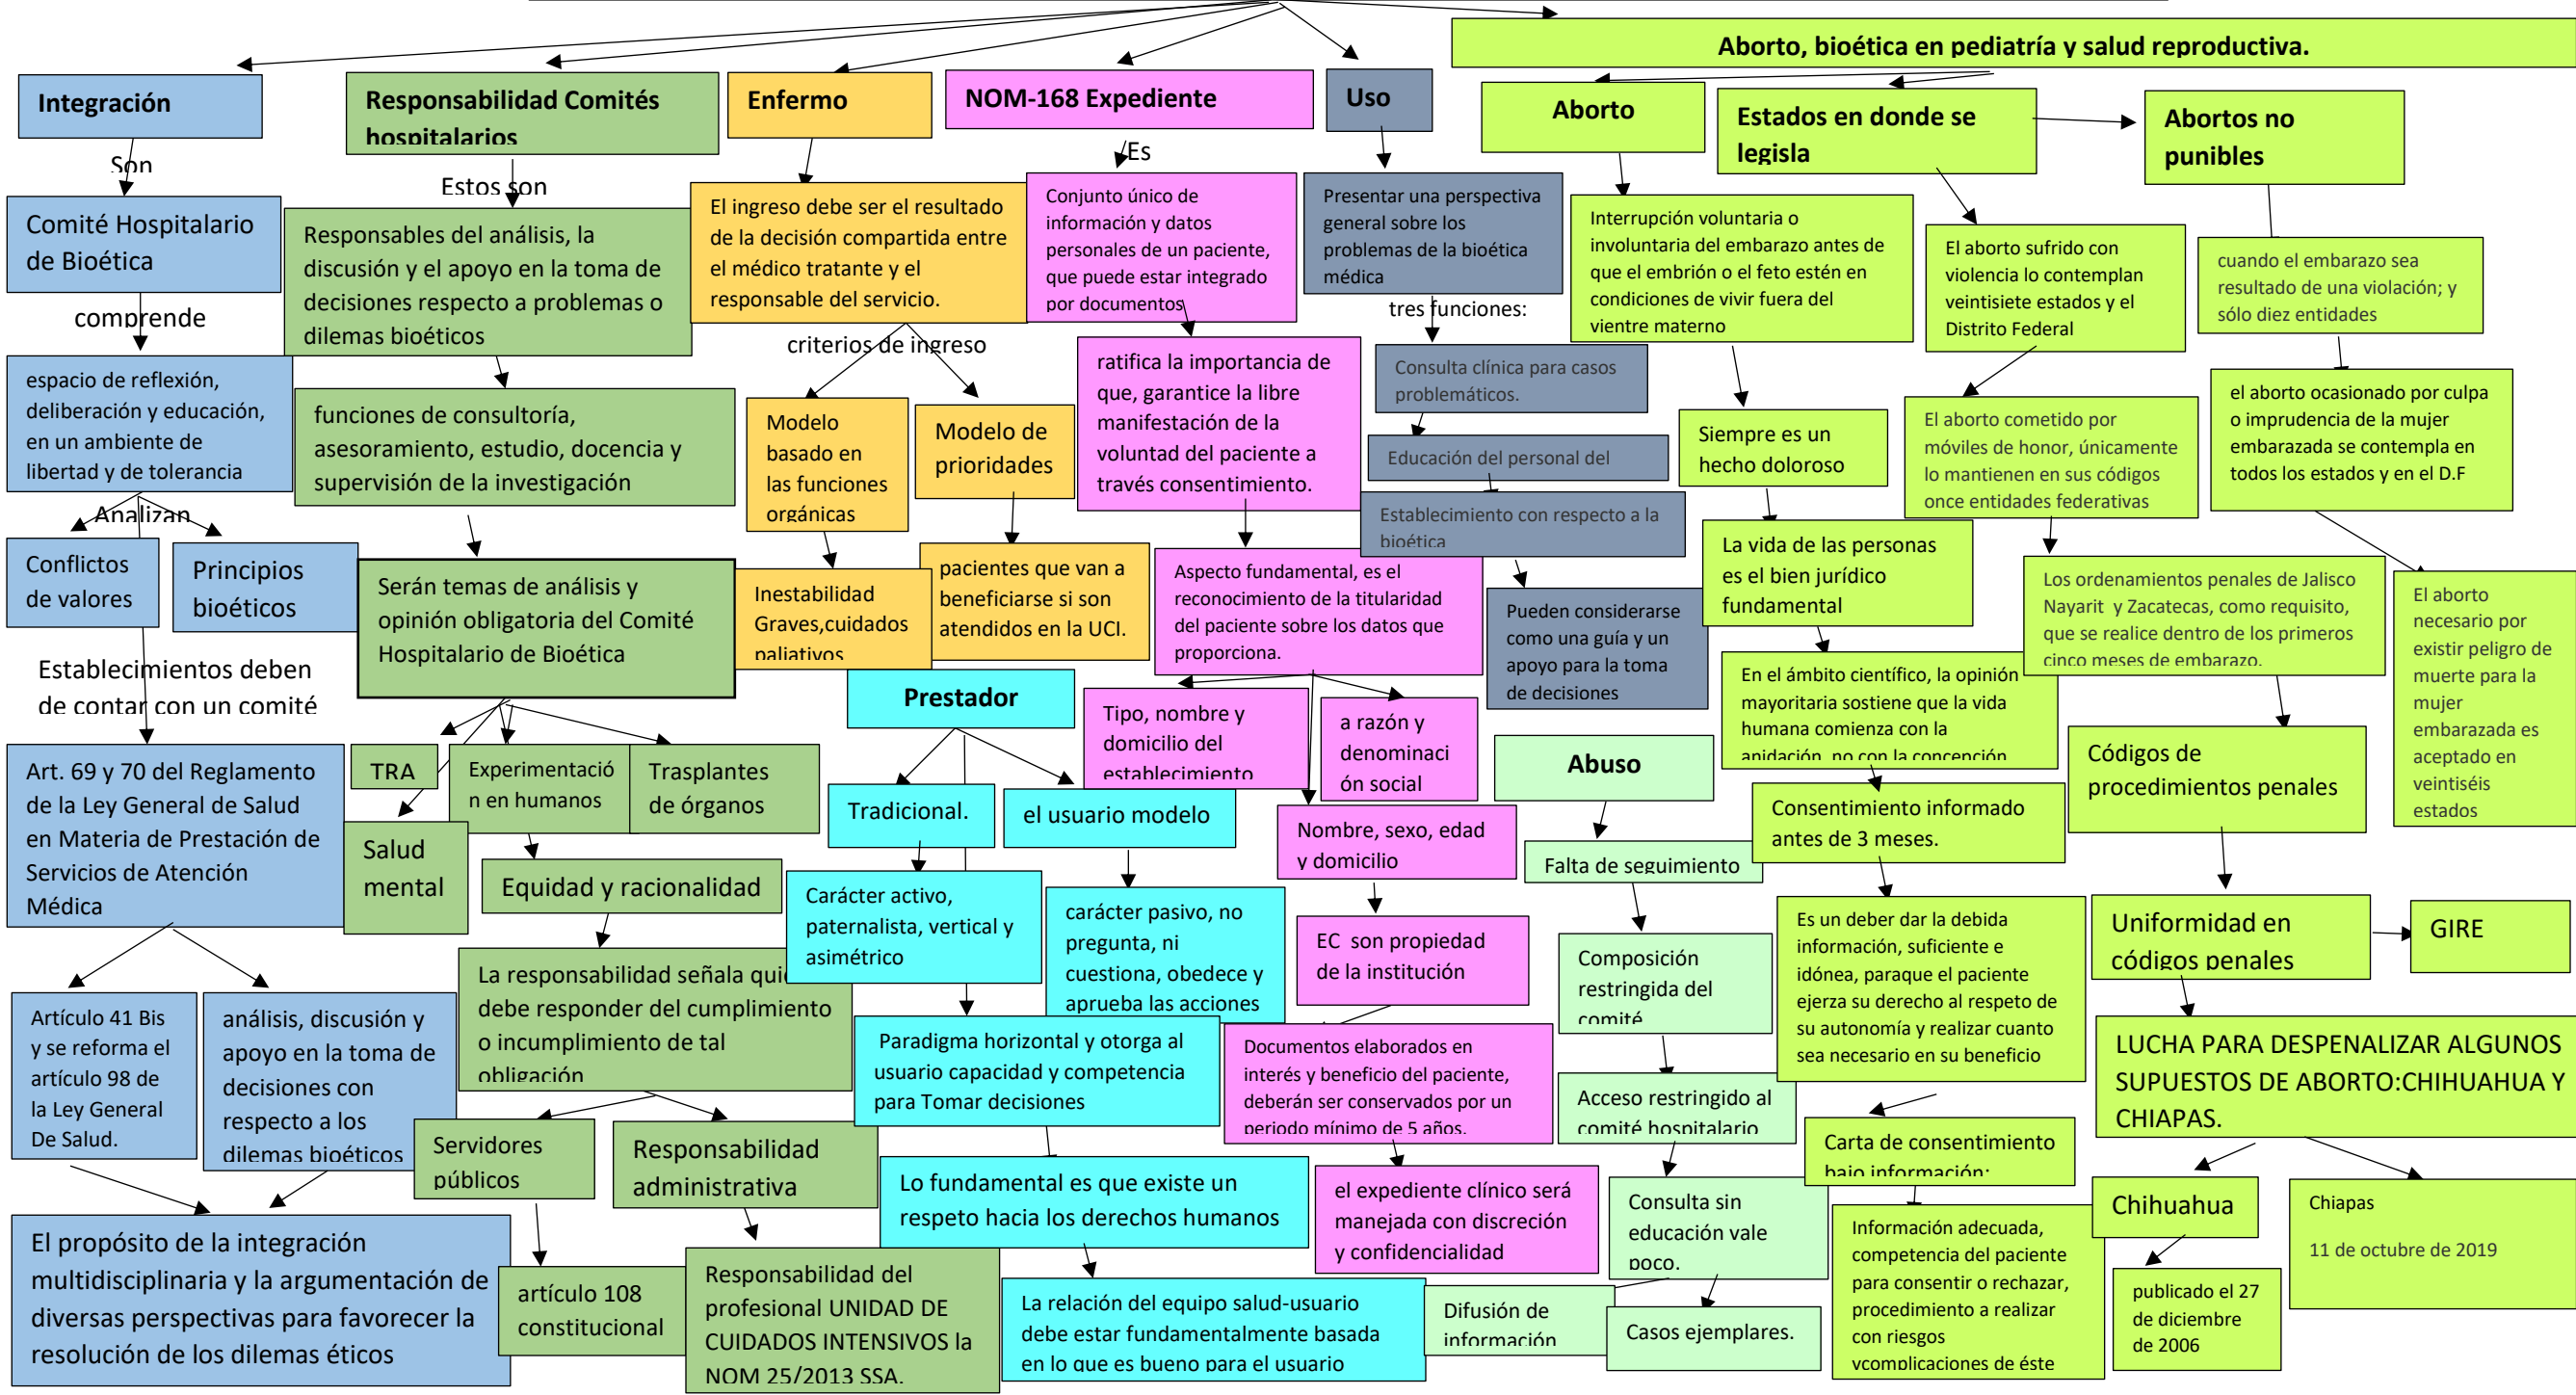 Aborto, bioética en pediatría y salud reproductiva.
Integración
Responsabilidad Comités
hospitalarios
Enfermo
NOM-168 Expediente
Uso
Aborto
Estados en donde se
legisla
Abortos no
punibles
Son
Comité Hospitalario
de Bioética
comprende
espacio de reflexión,
deliberación y educación,
en un ambiente de
libertad y de tolerancia
Analizan
Conflictos
de valores
Principios
bioéticos
Establecimientos deben
de contar con un comité
Art. 69 y 70 del Reglamento
de la Ley General de Salud
en Materia de Prestación de
Servicios de Atención
Médica
Artículo 41 Bis
y se reforma el
artículo 98 de
la Ley General
De Salud.
análisis, discusión y
apoyo en la toma de
decisiones con
respecto a los
dilemas bioéticos
El propósito de la integración
multidisciplinaria y la argumentación de
diversas perspectivas para favorecer la
resolución de los dilemas éticos
Estos son
Responsables del análisis, la
discusión y el apoyo en la toma de
decisiones respecto a problemas o
dilemas bioéticos
funciones de consultoría,
asesoramiento, estudio, docencia y
supervisión de la investigación
Serán temas de análisis y
opinión obligatoria del Comité
Hospitalario de Bioética
TRA
Experimentació
n en humanos
Trasplantes
de órganos
Salud
mental
Equidad y racionalidad
La responsabilidad señala
debe responder del cumplimiento
o incumplimiento de tal
obligación
Servidores
públicos
Responsabilidad
administrativa
artículo 108
constitucional
Responsabilidad del
profesional UNIDAD DE
CUIDADOS INTENSIVOS la
NOM 25/2013 SSA.
El ingreso debe ser el resultado
de la decisión compartida entre
el médico tratante y el
responsable del servicio.
criterios de ingreso
Modelo
basado en
las funciones
orgánicas
Modelo de
prioridades
Inestabilidad
Graves,cuidados
paliativos
pacientes que van a
beneficiarse si son
atendidos en la UCI.
Prestador
Tradicional.
el usuario modelo
Carácter activo,
paternalista, vertical y
asimétrico
carácter pasivo, no
pregunta, ni
cuestiona, obedece y
aprueba las acciones
Paradigma horizontal y otorga al
usuario capacidad y competencia
para Tomar decisiones
Lo fundamental es que existe un
respeto hacia los derechos humanos
La relación del equipo salud-usuario
debe estar fundamentalmente basada
en lo que es bueno para el usuario
Es
Conjunto único de
información y datos
personales de un paciente,
que puede estar integrado
por documentos
ratifica la importancia de
que, garantice la libre
manifestación de la
voluntad del paciente a
través consentimiento.
Aspecto fundamental, es el
reconocimiento de la titularidad
del paciente sobre los datos que
proporciona.
Tipo, nombre y
domicilio del
establecimiento
a razón y
denominaci
ón social
Nombre, sexo, edad
y domicilio
EC  son propiedad
de la institución
Documentos elaborados en
interés y beneficio del paciente,
deberán ser conservados por un
periodo mínimo de 5 años.
el expediente clínico será
manejada con discreción
y confidencialidad
Presentar una perspectiva
general sobre los
problemas de la bioética
médica
tres funciones:
Consulta clínica para casos
problemáticos.
Educación del personal del
Establecimiento con respecto a la
bioética
Pueden considerarse
como una guía y un
apoyo para la toma
de decisiones
Abuso
Falta de seguimiento
Composición
restringida del
comité
Acceso restringido al
comité hospitalario
Consulta sin
educación vale
poco.
Difusión de
información
Casos ejemplares.
Interrupción voluntaria o
involuntaria del embarazo antes de
que el embrión o el feto estén en
condiciones de vivir fuera del
vientre materno
Siempre es un
hecho doloroso
La vida de las personas
es el bien jurídico
fundamental
En el ámbito científico, la opinión
mayoritaria sostiene que la vida
humana comienza con la
anidación, no con la concepción
Consentimiento informado
antes de 3 meses.
Es un deber dar la debida
información, suficiente e
idónea, paraque el paciente
ejerza su derecho al respeto de
su autonomía y realizar cuanto
sea necesario en su beneficio
Carta de consentimiento
bajo información:
Información adecuada,
competencia del paciente
para consentir o rechazar,
procedimiento a realizar
con riesgos
ycomplicaciones de éste
El aborto sufrido con
violencia lo contemplan
veintisiete estados y el
Distrito Federal
El aborto cometido por
móviles de honor, únicamente
lo mantienen en sus códigos
once entidades federativas
Los ordenamientos penales de Jalisco
Nayarit  y Zacatecas, como requisito,
que se realice dentro de los primeros
cinco meses de embarazo.
Códigos de
procedimientos penales
Uniformidad en
códigos penales
GIRE
LUCHA PARA DESPENALIZAR ALGUNOS
SUPUESTOS DE ABORTO:CHIHUAHUA Y
CHIAPAS.
Chihuahua
publicado el 27
de diciembre
de 2006
Chiapas
11 de octubre de 2019
cuando el embarazo sea
resultado de una violación; y
sólo diez entidades
el aborto ocasionado por culpa
o imprudencia de la mujer
embarazada se contempla en
todos los estados y en el D.F
El aborto
necesario por
existir peligro de
muerte para la
mujer
embarazada es
aceptado en
veintiséis
estados